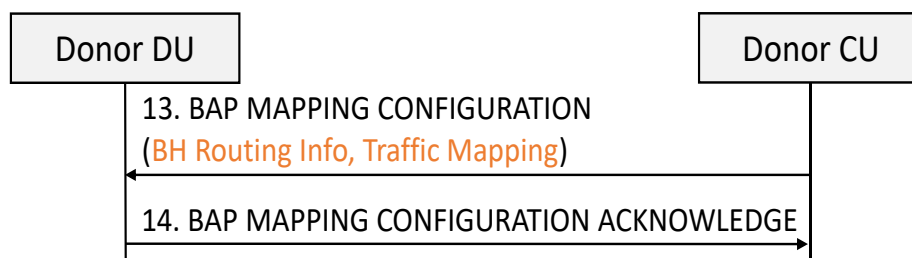 Donor DU
Donor CU
13. BAP MAPPING CONFIGURATION
(BH Routing Info, Traffic Mapping)
14. BAP MAPPING CONFIGURATION ACKNOWLEDGE